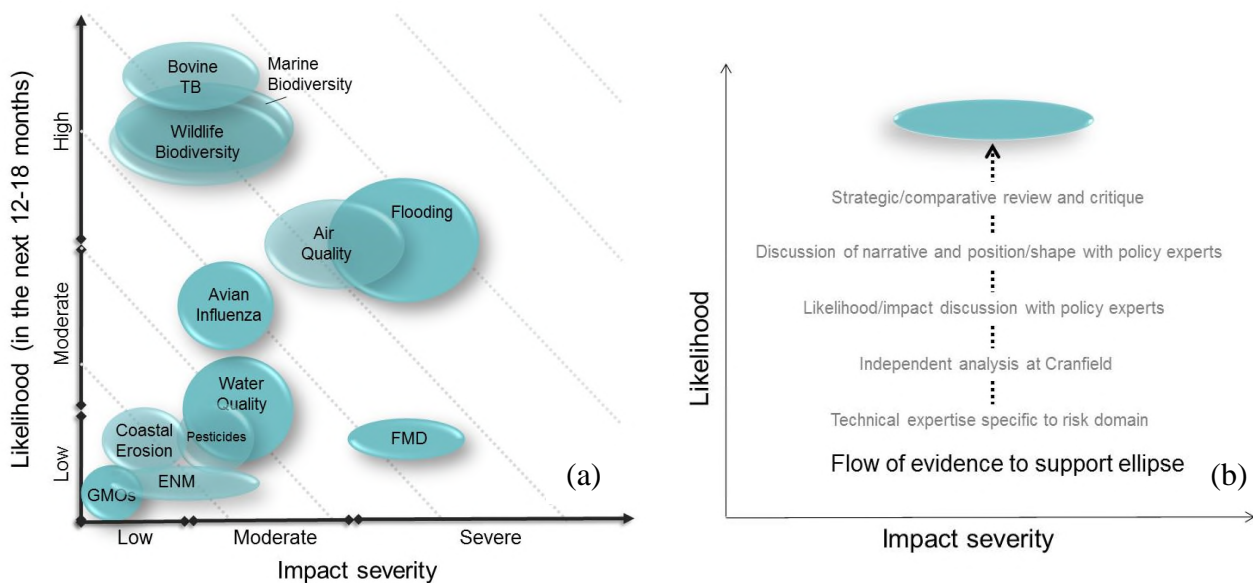 Likelihood (in the next 12-18 months)
High
Moderate
Low
Bovine
TB
Marine
Biodiversity
Wildlife
Biodiversity
Flooding
Air
Quality
Avian
Influenza
Water
Quality
Coastal
Erosion
Pesticides
FMD
ENM
GMOs
(a)
Low
Moderate
Severe
Impact severity
Likelihood
Strategic/comparative review and critique
Discussion of narrative and position/shape with policy experts
Likelihood/impact discussion with policy experts
Independent analysis at Cranfield
Technical expertise specific to risk domain
Flow of evidence to support ellipse
(b)
Impact severity